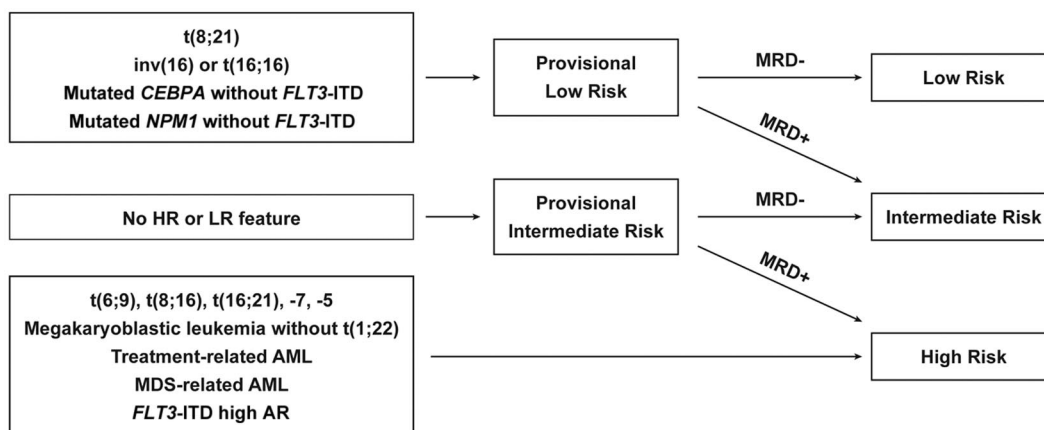 t(8;21)
inv(16) or t(16;16)
Mutated CEBPA without FLT3-ITD
Mutated NPM1 without FLT3-ITD
Provisional
Low Risk
MRD-
Low Risk
MRD+
No HR or LR feature
Provisional
Intermediate Risk
MRD-
Intermediate Risk
MRD+
t(6;9), t(8;16), t(16;21), -7, -5
Megakaryoblastic leukemia without t(1;22)
Treatment-related AML
MDS-related AML
FLT3-ITD high AR
High Risk